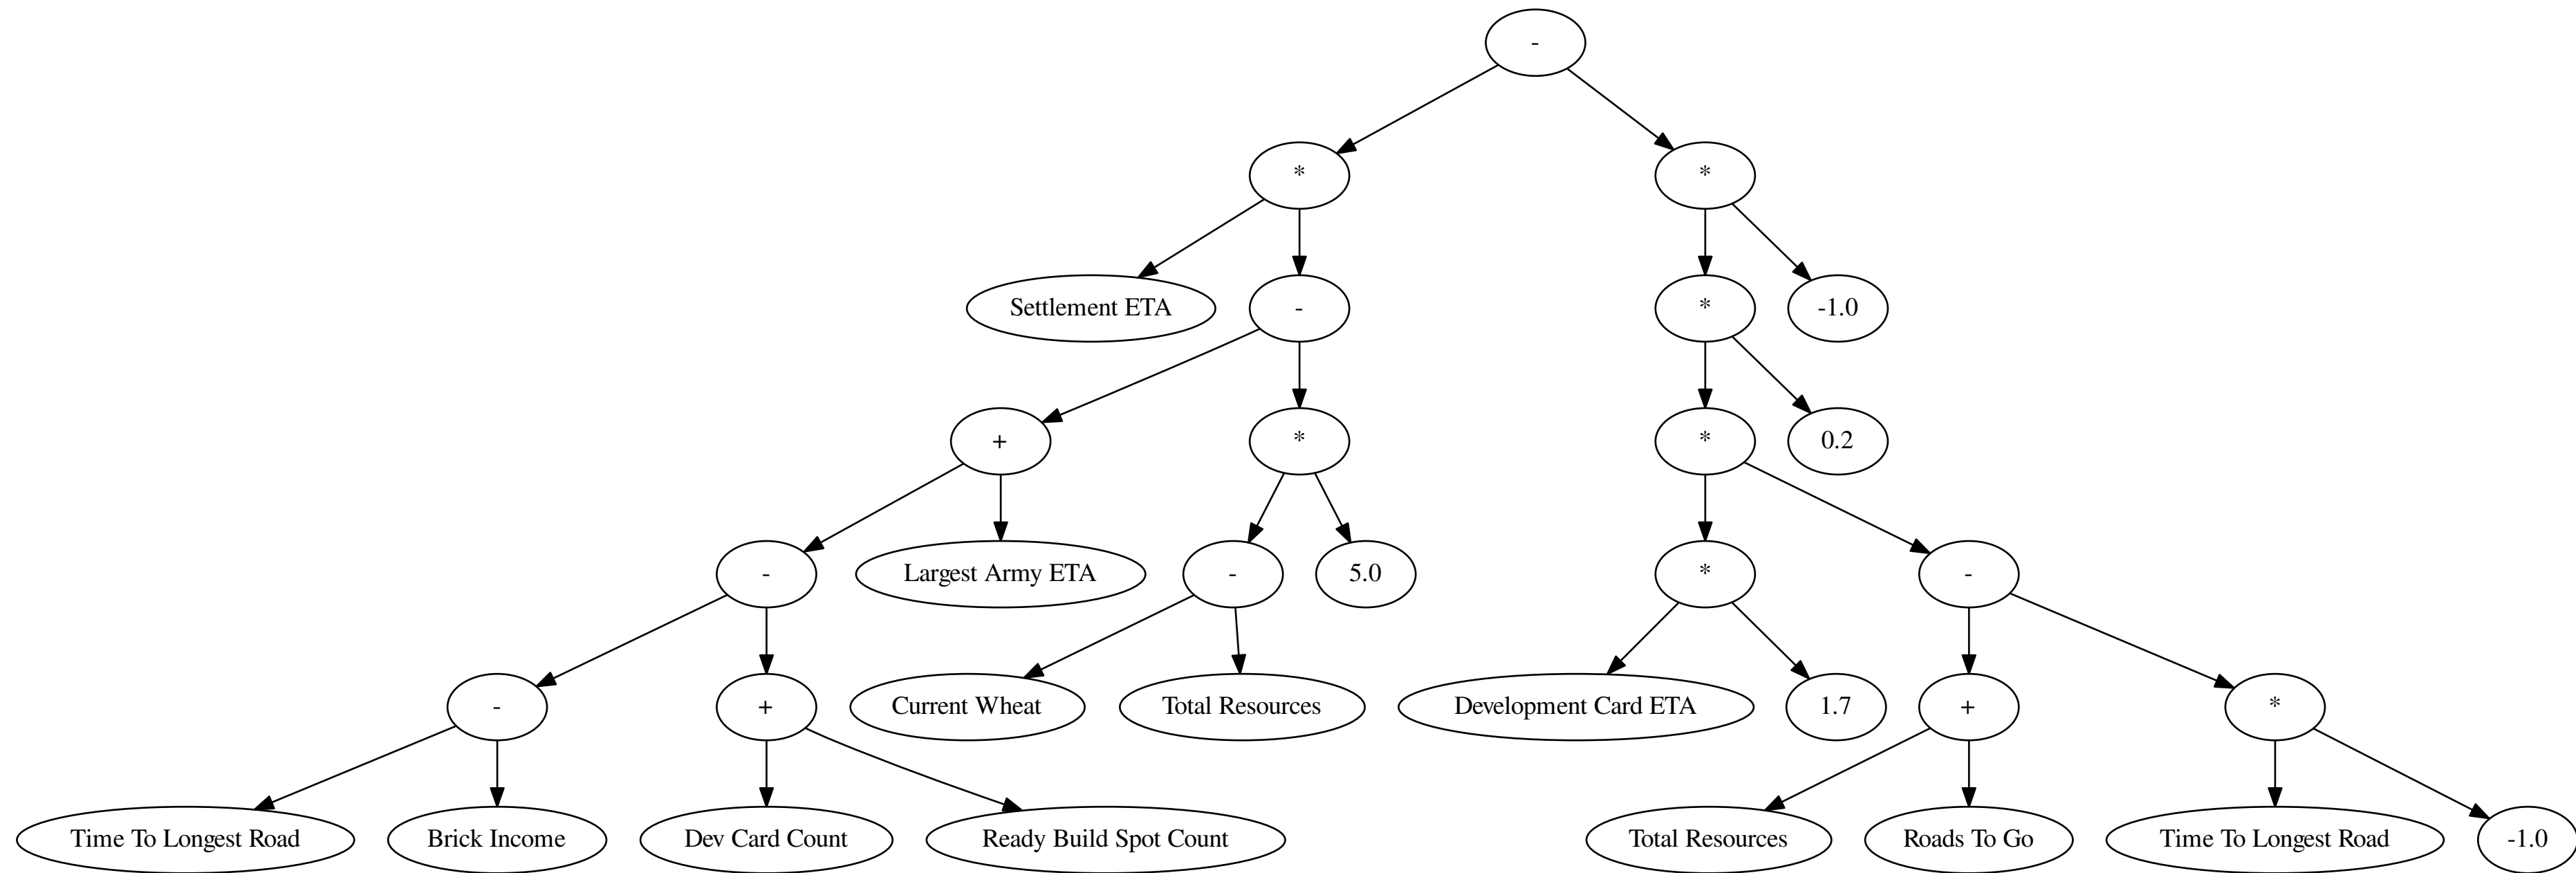 -
*
*
Settlement ETA
-
*
-1.0
+
*
*
0.2
-
Largest Army ETA
-
5.0
*
-
-
+
Current Wheat
Total Resources
Development Card ETA
1.7
+
*
Time To Longest Road
Brick Income
Dev Card Count
Ready Build Spot Count
Total Resources
Roads To Go
Time To Longest Road
-1.0